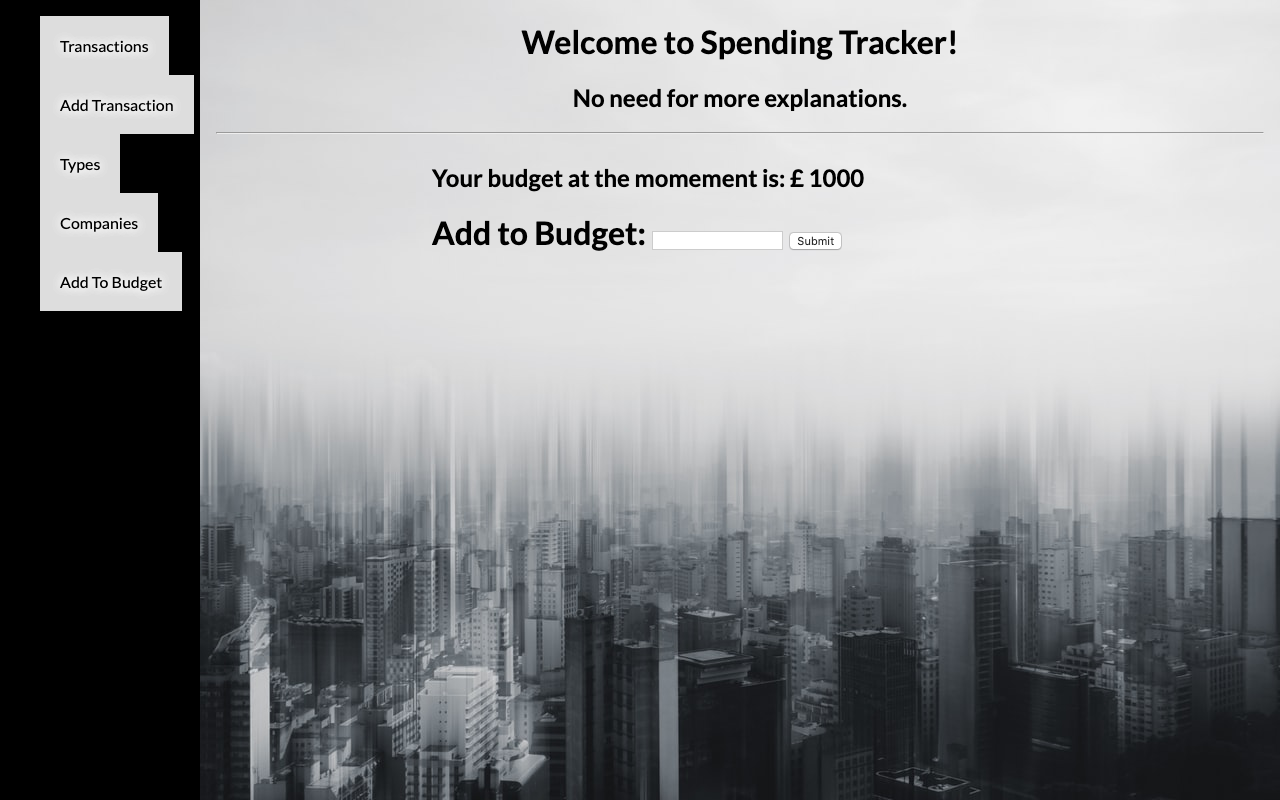 Transactions
Add Transaction
Types
Companies
Add To Budget
Welcome to Spending Tracker!
No need for more explanations.
Your budget at the momement is: £ 1000
Add to Budget: Submit